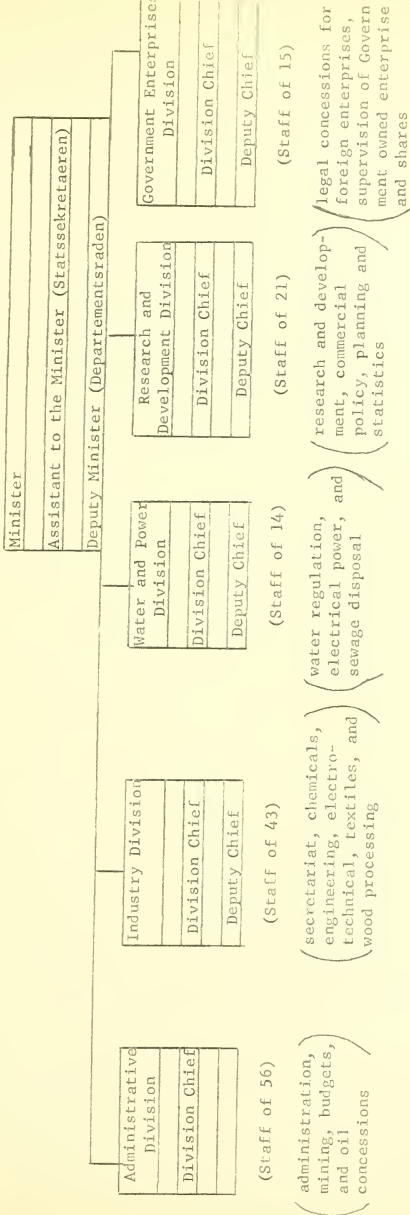 Minister
Assistant to the Minister (Statssekretaeren)
Deputy Minister (Departementsraden)
Administrative
Division
Division Chief
(Staff of 56)
(administration,
mining, budgets,
and oil
concessions)
Industry Division
Division Chief
Deputy Chief
(Staff of 43)
(secretariat, chemicals,
engineering, electro-
technical, textiles, and
wood processing)
Water and Power
Division
Division Chief
Deputy Chief
(Staff of 14)
(water regulation,
electrical power, and
sewage disposal)
Research and
Development Division
Division Chief
Deputy Chief
(Staff of 21)
(research and develop-
ment, commercial
policy, planning and
statistics)
Government Enterprises
Division
Division Chief
Deputy Chief
(Staff of 15)
(legal concessions for
foreign enterprises,
supervision of Govern
ment owned enterprise
and shares)